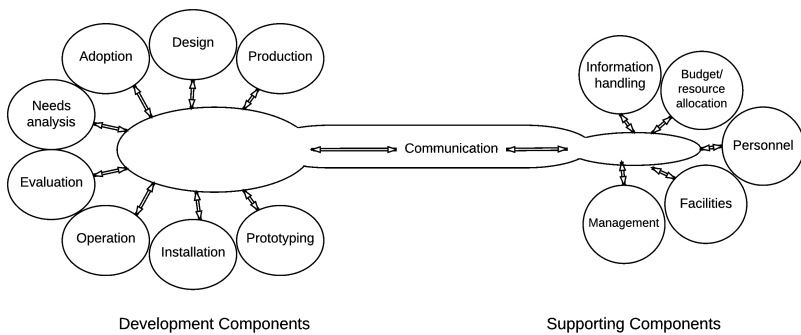 Adoption
Design
Production
Needs
analysis
Evaluation
Operation
Installation
Prototyping
Communication
Information
handling
Budget/
resource
allocation
Personnel
Facilities
Management
Development Components
Supporting Components